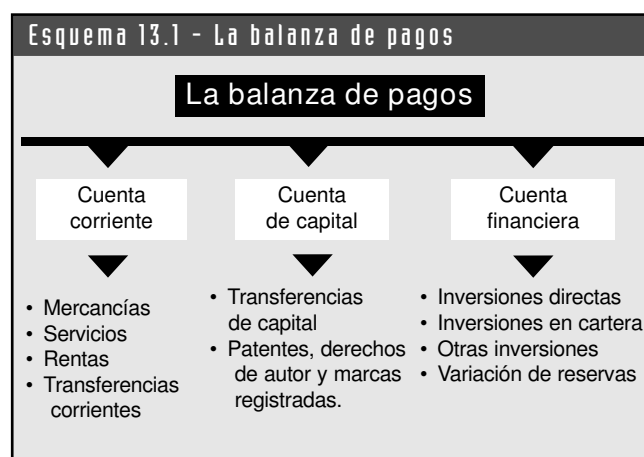 Esquema 13.1 - La balanza de pagos
La balanza de pagos
Cuenta
corriente
Cuenta
de capital
Cuenta
financiera
• Mercancías
• Servicios
• Rentas
• Transferencias
corrientes
• Transferencias
de capital
• Patentes, derechos
de autor y marcas
registradas.
• Inversiones directas
• Inversiones en cartera
• Otras inversiones
• Variación de reservas